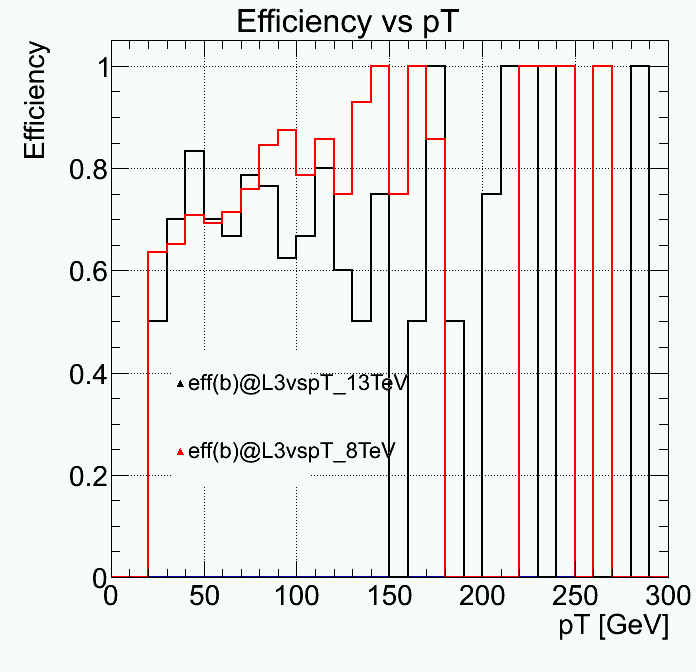 Efficiency vs pT
Efficiency
1
0.8
0.6
0.4
0.2
0
eff(b)@L3vspT_13TeV
eff(b)@L3vspT_8TeV
0 50 100 150 200 250 300
pT [GeV]